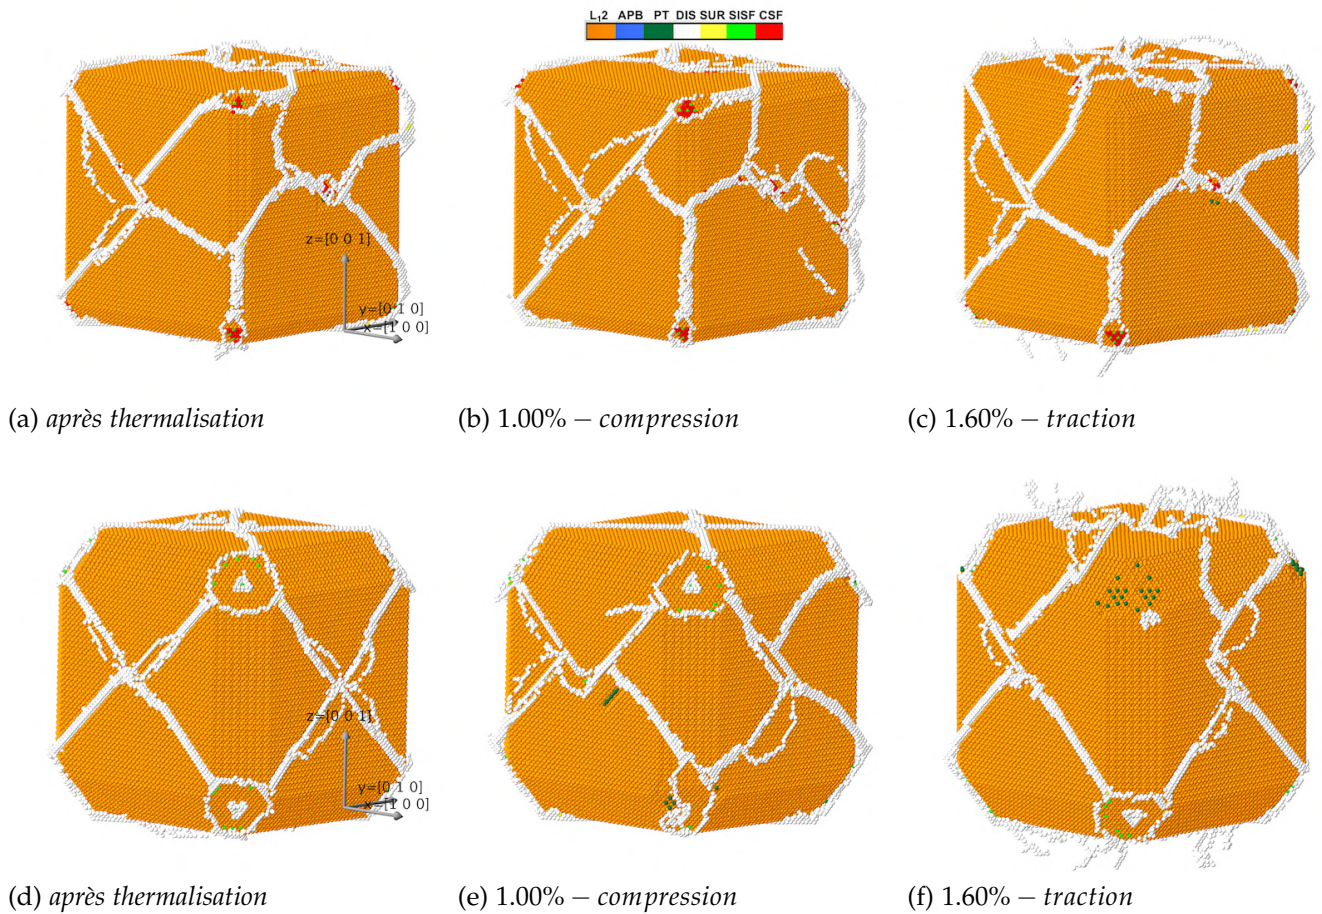 L₁2 APB PT DIS SUR SISF CSF
z=[0 0 1]
y=[0 1 0]
x=[1 0 0]
(a) après thermalisation
(b) 1.00% – compression
(c) 1.60% – traction
z=[0 0 1]
y=[0 1 0]
x=[1 0 0]
(d) après thermalisation
(e) 1.00% – compression
(f) 1.60% – traction